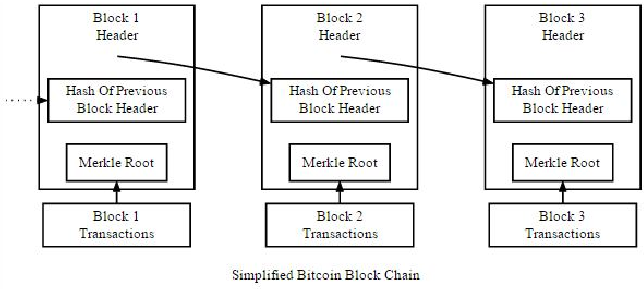 Block 1
Header
Hash Of Previous
Block Header
Merkle Root
Block 1
Transactions
Block 2
Header
Hash Of Previous
Block Header
Merkle Root
Block 2
Transactions
Block 3
Header
Hash Of Previous
Block Header
Merkle Root
Block 3
Transactions
Simplified Bitcoin Block Chain